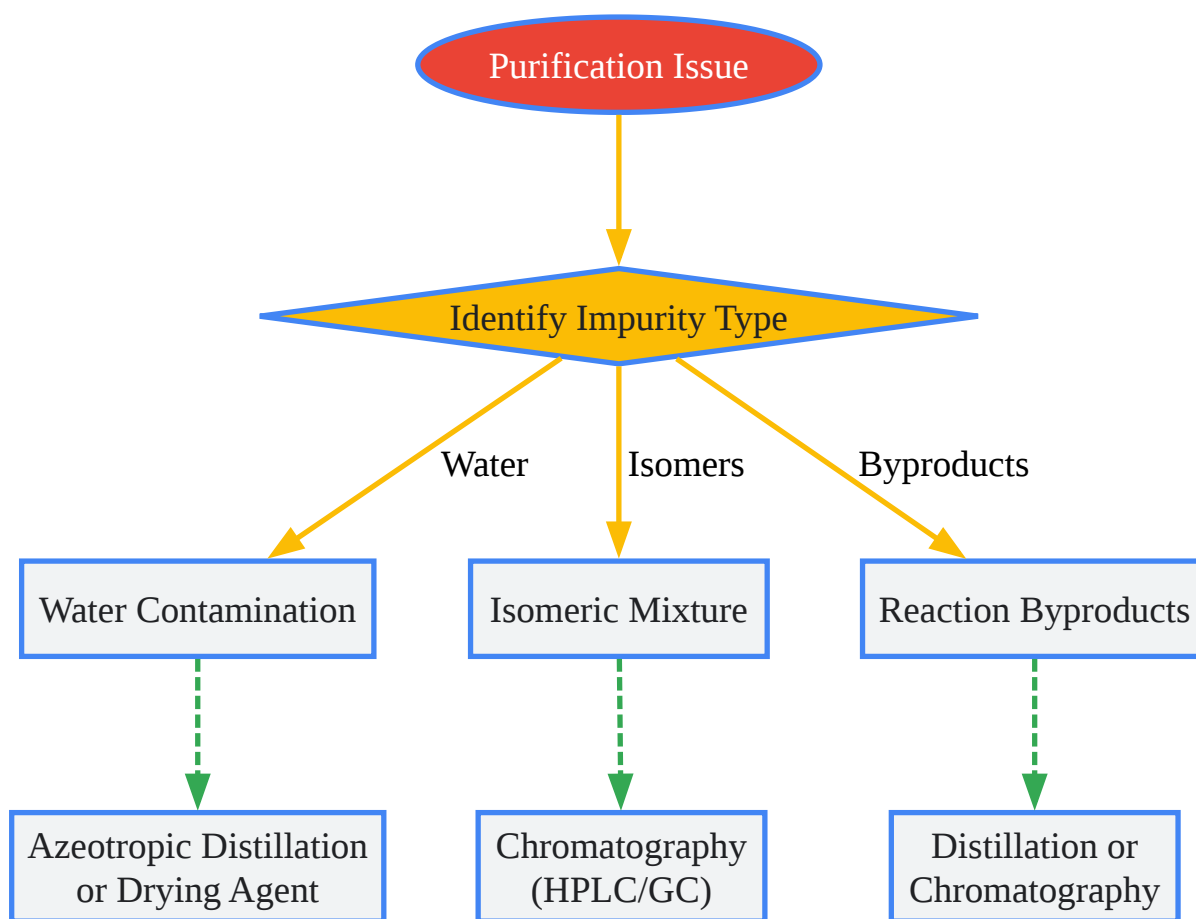 Purification Issue
Identify Impurity Type
Water
Isomers
Byproducts
Water Contamination
Isomeric Mixture
Reaction Byproducts
Azeotropic Distillation
or Drying Agent
Chromatography
(HPLC/GC)
Distillation or
Chromatography